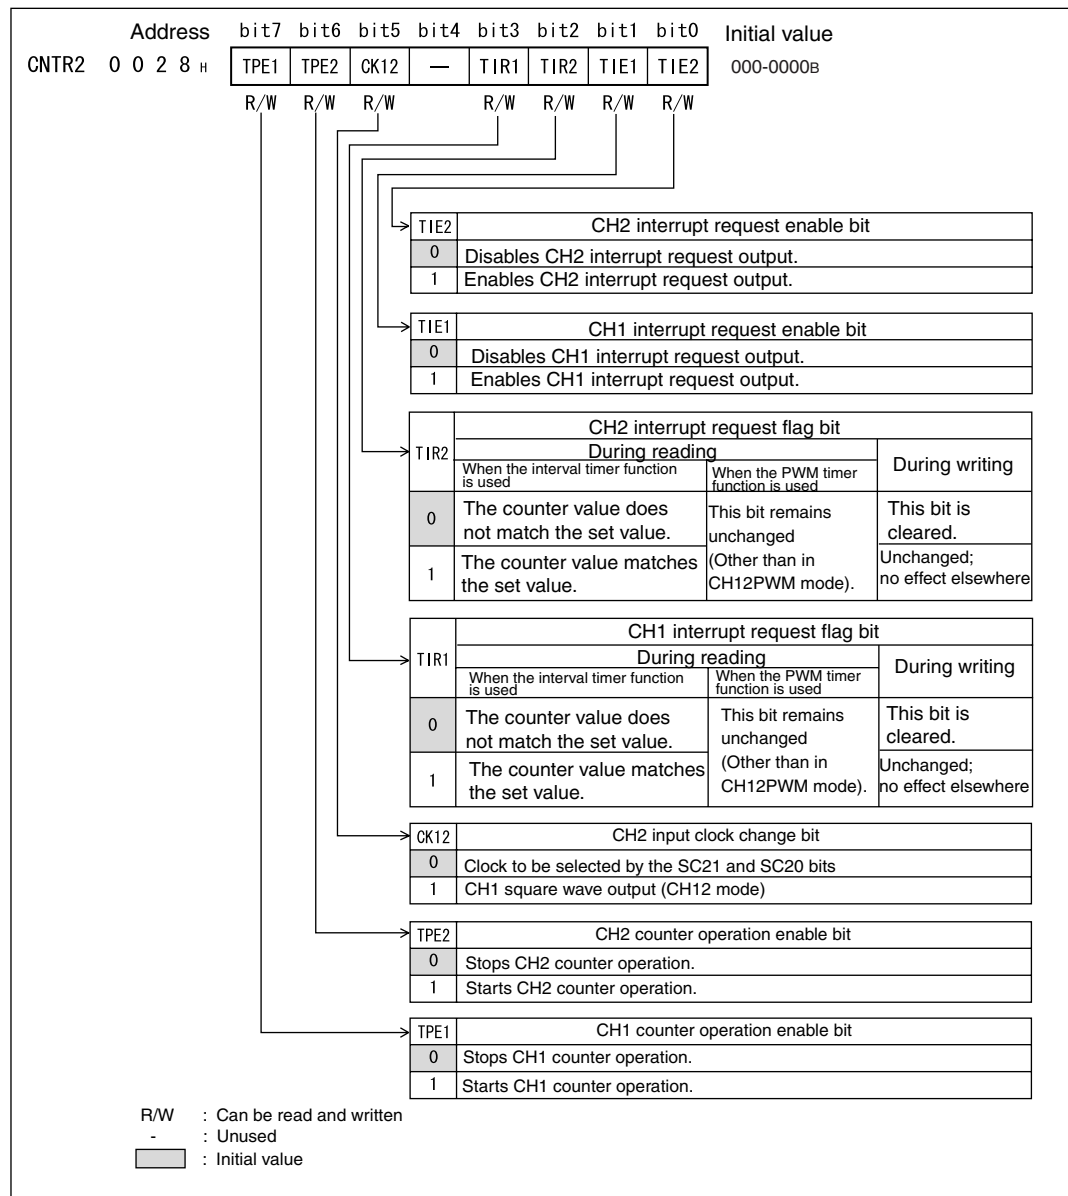 Address bit7 bit6 bit5 bit4 bit3 bit2 bit1 bit0 Initial value
CNTR2 0 0 2 8 H TPE1 TPE2 CK12 — TIR1 TIR2 TIE1 TIE2 000-0000B
R/W R/W R/W R/W R/W R/W R/W
TIE2 CH2 interrupt request enable bit
0 Disables CH2 interrupt request output.
1 Enables CH2 interrupt request output.
TIE1 CH1 interrupt request enable bit
0 Disables CH1 interrupt request output.
1 Enables CH1 interrupt request output.
TIR2
CH2 interrupt request flag bit
During reading
During writing
When the interval timer function
is used
When the PWM timer
function is used
0
The counter value does
not match the set value.
1
The counter value matches
the set value.
This bit remains
unchanged
(Other than in
CH12PWM mode).
This bit is
cleared.
Unchanged;
no effect elsewhere
TIR1
CH1 interrupt request flag bit
During reading
During writing
When the interval timer function
is used
When the PWM timer
function is used
0
The counter value does
not match the set value.
1
The counter value matches
the set value.
This bit remains
unchanged
(Other than in
CH12PWM mode).
This bit is
cleared.
Unchanged;
no effect elsewhere
CK12 CH2 input clock change bit
0 Clock to be selected by the SC21 and SC20 bits
1 CH1 square wave output (CH12 mode)
TPE2 CH2 counter operation enable bit
0 Stops CH2 counter operation.
1 Starts CH2 counter operation.
TPE1 CH1 counter operation enable bit
0 Stops CH1 counter operation.
1 Starts CH1 counter operation.
R/W : Can be read and written
- : Unused
: Initial value